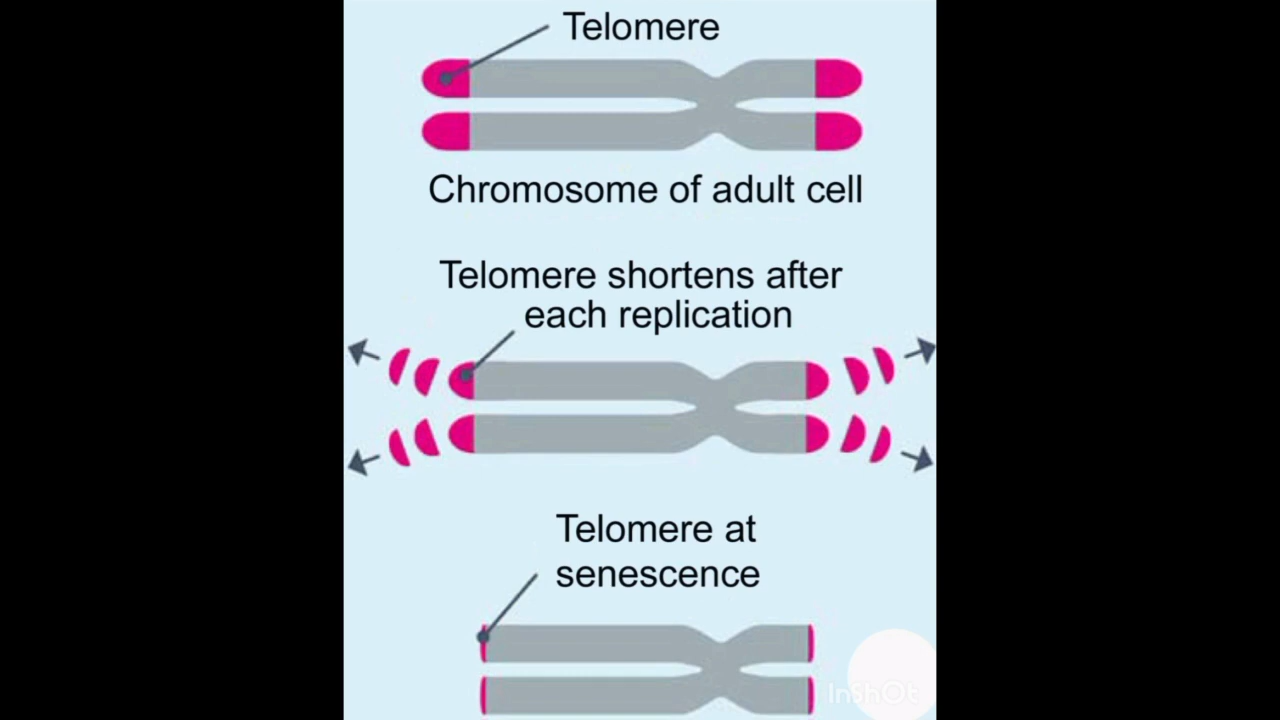 Telomere
Chromosome of adult cell
Telomere shortens after
each replication
Telomere at
senescence
InShOt